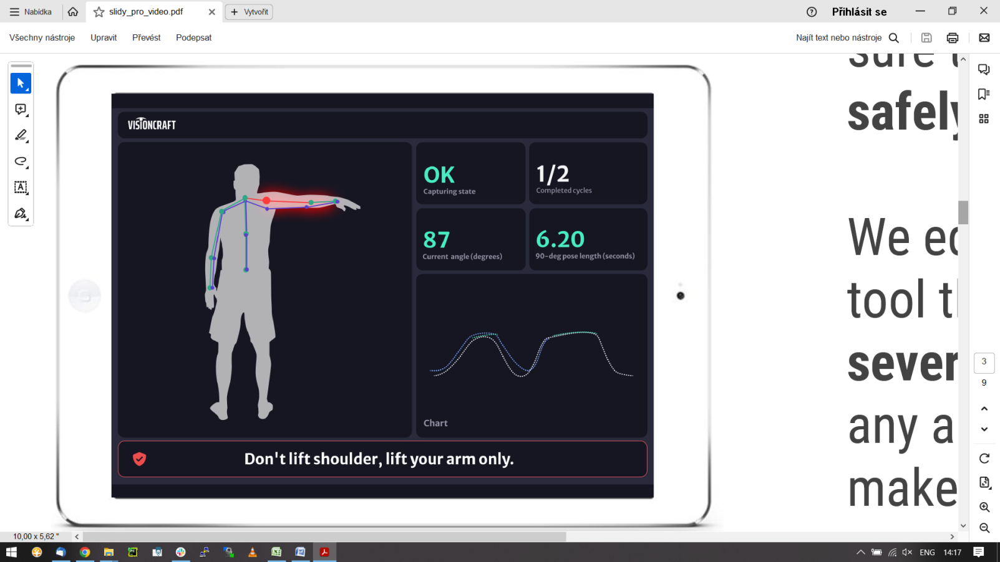 Nabídka
slidy_pro_video.pdf
Vytvořit
Přihlásit se
Všechny nástroje
Upravit
Převést
Podepsat
Najít text nebo nástroje
VISIONCRAFT
OK
Capturing state
1/2
Completed cycles
87
Current angle (degrees)
6.20
90-deg pose length (seconds)
Chart
Don't lift shoulder, lift your arm only.
sure
safely
We
tool
any a
make
3
9
10,00 x 5,62 "
ENG
14:17